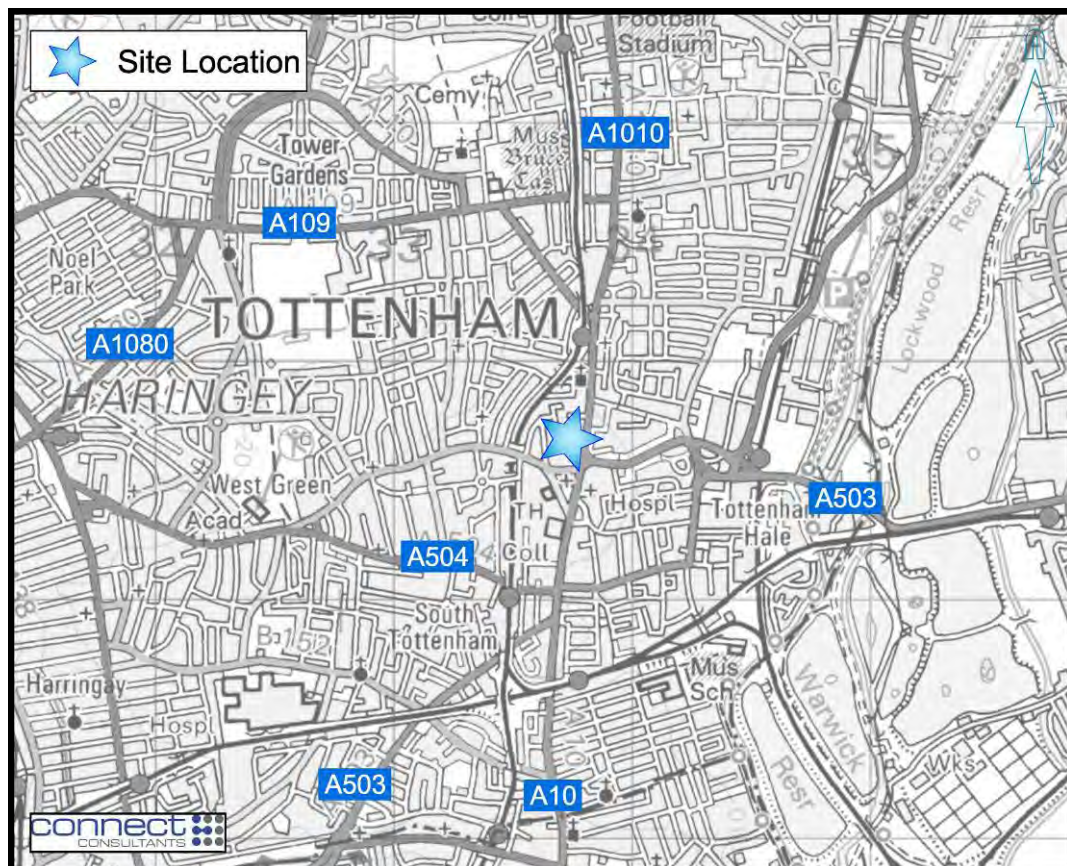 Site Location
Football
Stadium
Cemy
A1010
Mus
Bruce
Cas
Tower
Gardens
A109
Noel
Park
Resr
Lockwood
P
TOTTENHAM
A1080
HARINGEY
West Green
Acad
Hospl
A503
Tottenham
Hale
TH
A504
Coll
South
Tottenham
B 152
Mus
Sch
Harringay
Hospl
Warwick
Resr
Wks
A503
A10
A 10
connect
CONSULTANTS